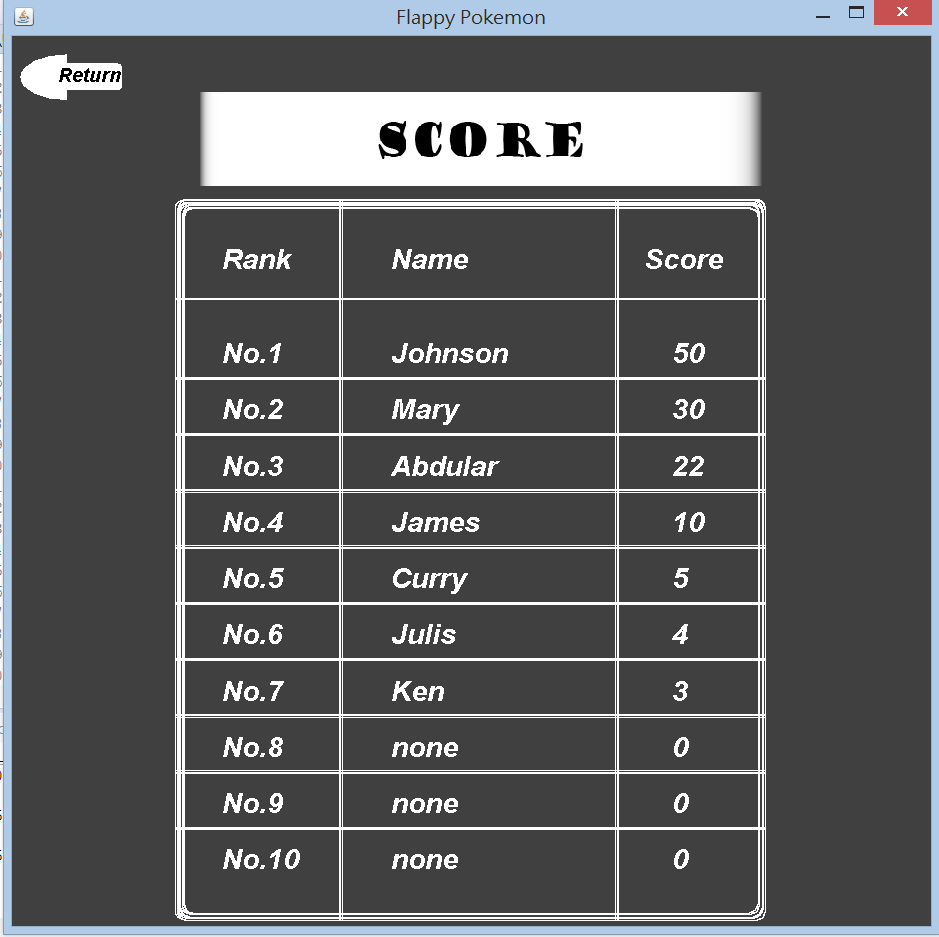 Flappy Pokemon
Return
SCORE
Rank Name Score
No.1 Johnson 50
No.2 Mary 30
No.3 Abdular 22
No.4 James 10
No.5 Curry 5
No.6 Julis 4
No.7 Ken 3
No.8 none 0
No.9 none 0
No.10 none 0